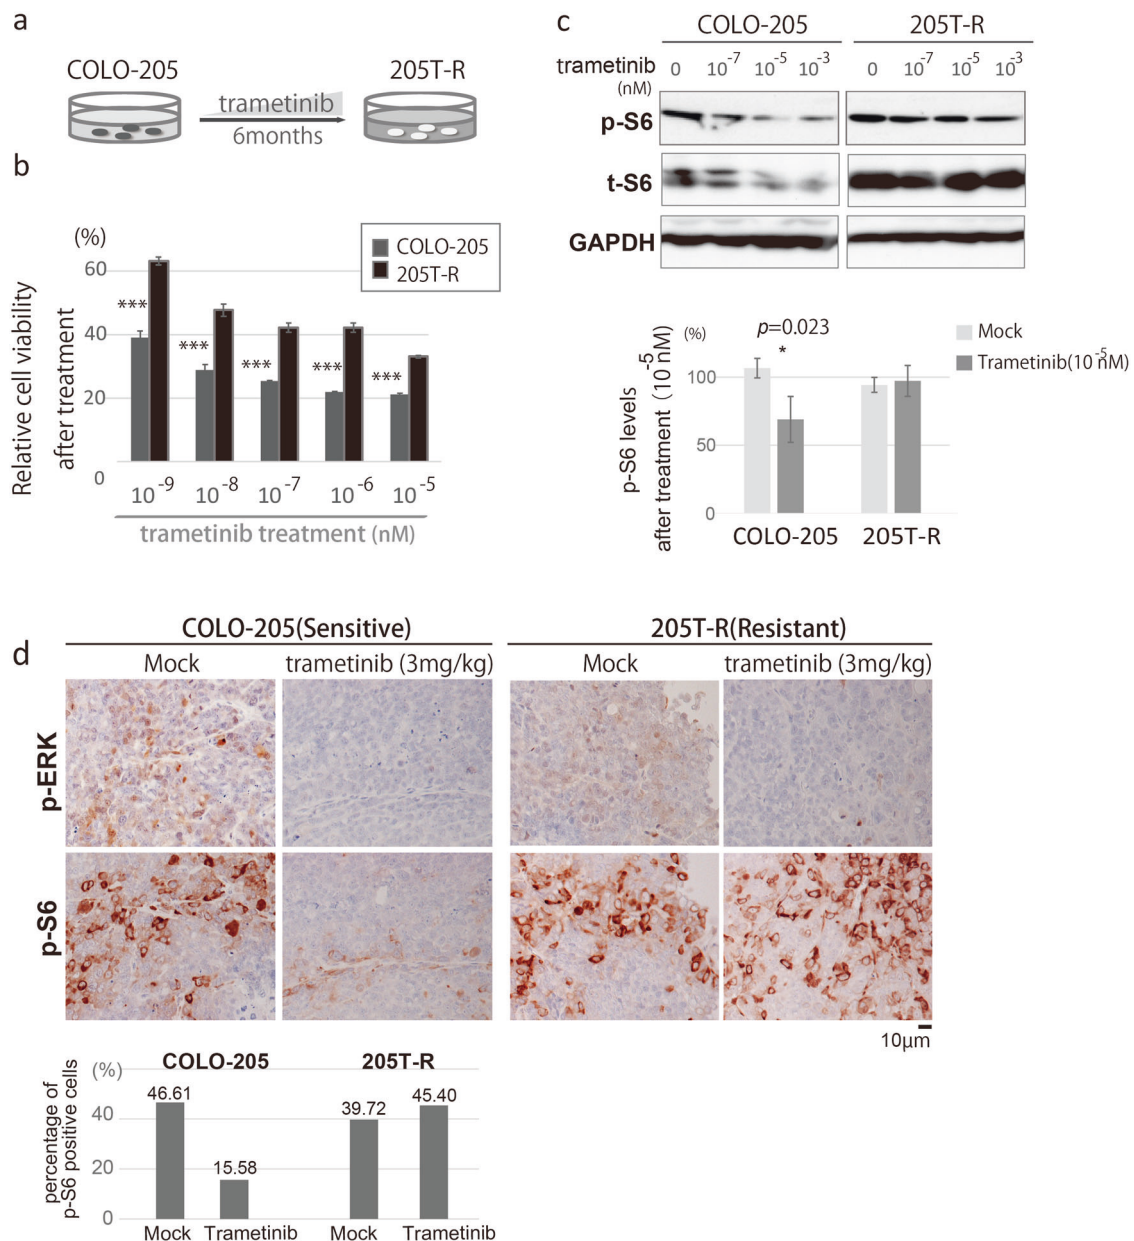 a
COLO-205
205T-R
trametinib
6months
b
(%)
COLO-205
205T-R
60
40
20
0
Relative cell viability
after treatment
***
***
***
***
***
10-9 10-8 10-7 10-6 10-5
trametinib treatment (nM)
c
COLO-205 205T-R
trametinib 0 10-7 10-5 10-3 0 10-7 10-5 10-3
(nM)
p-S6
t-S6
GAPDH
(%)
p=0.023
*
Mock
Trametinib(10-5 nM)
100
50
0
p-S6 levels
after treatment (10-5 nM)
COLO-205 205T-R
d
COLO-205(Sensitive) 205T-R(Resistant)
Mock trametinib (3mg/kg) Mock trametinib (3mg/kg)
p-ERK
p-S6
10µm
COLO-205 205T-R
(%)
46.61
15.58
39.72
45.40
40
20
0
percentage of
p-S6 positive cells
Mock Trametinib Mock Trametinib